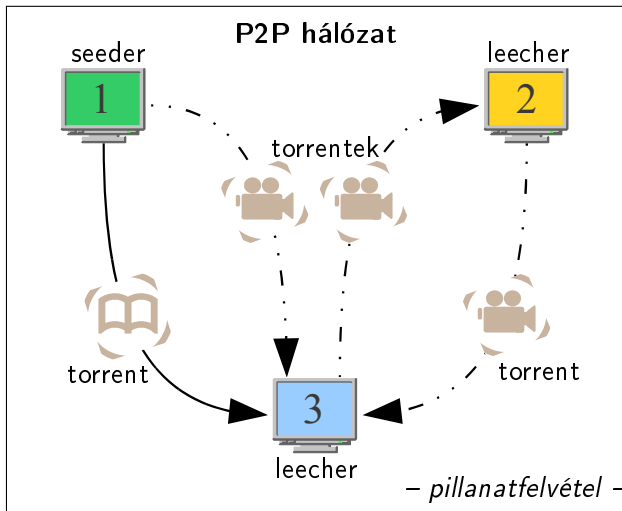 P2P hálózat
seeder
leecher
1
2
torrentek
torrent
torrent
3
leecher
– pillanatfelvétel –